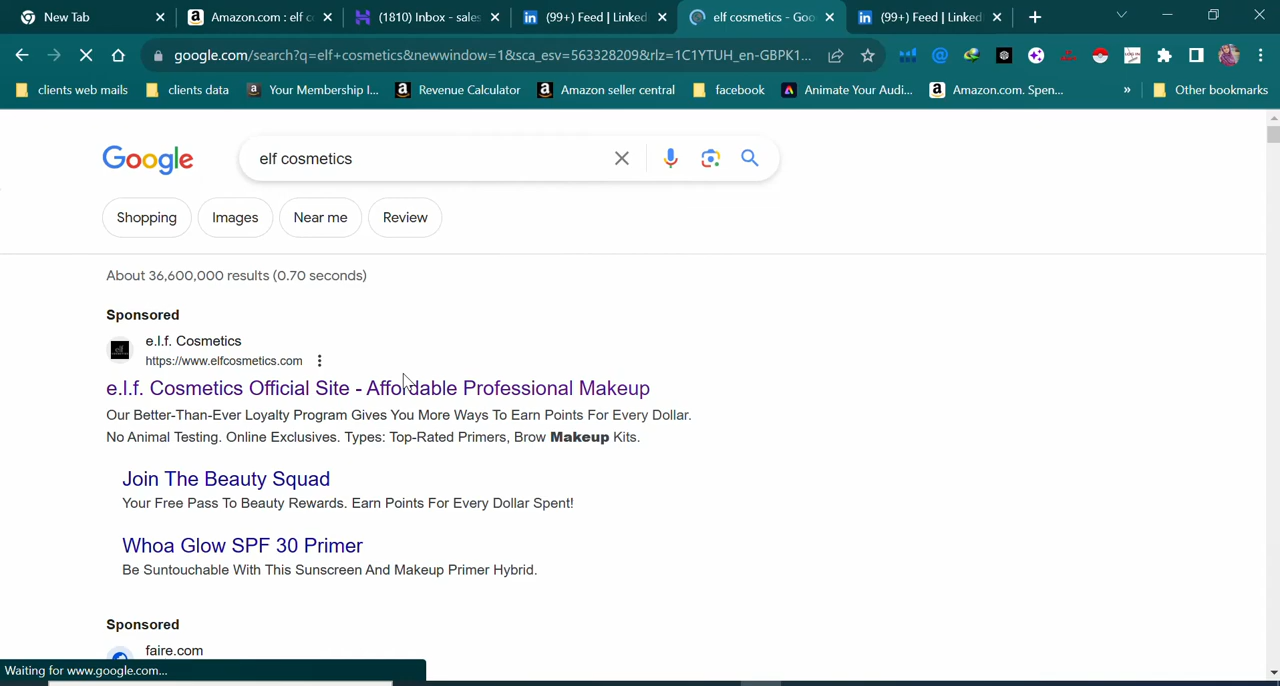 New Tab
Amazon.com : elf c
(1810) Inbox - sales
(99+) Feed | Linked
elf cosmetics - Goo
(99+) Feed | Linked
google.com/search?q=elf+cosmetics&newwindow=1&sca_esv=563328209&rlz=1C1YTUH_en-GBPK1...
clients web mails
clients data
Your Membership I...
Revenue Calculator
Amazon seller central
facebook
Animate Your Audi...
Amazon.com. Spen...
»
Other bookmarks
Google
elf cosmetics
Shopping
Images
Near me
Review
About 36,600,000 results (0.70 seconds)
Sponsored
e.l.f. Cosmetics
https://www.elfcosmetics.com
e.l.f. Cosmetics Official Site - Affordable Professional Makeup
Our Better-Than-Ever Loyalty Program Gives You More Ways To Earn Points For Every Dollar.
No Animal Testing. Online Exclusives. Types: Top-Rated Primers, Brow Makeup Kits.
Join The Beauty Squad
Your Free Pass To Beauty Rewards. Earn Points For Every Dollar Spent!
Whoa Glow SPF 30 Primer
Be Suntouchable With This Sunscreen And Makeup Primer Hybrid.
Sponsored
faire.com
Waiting for www.google.com...